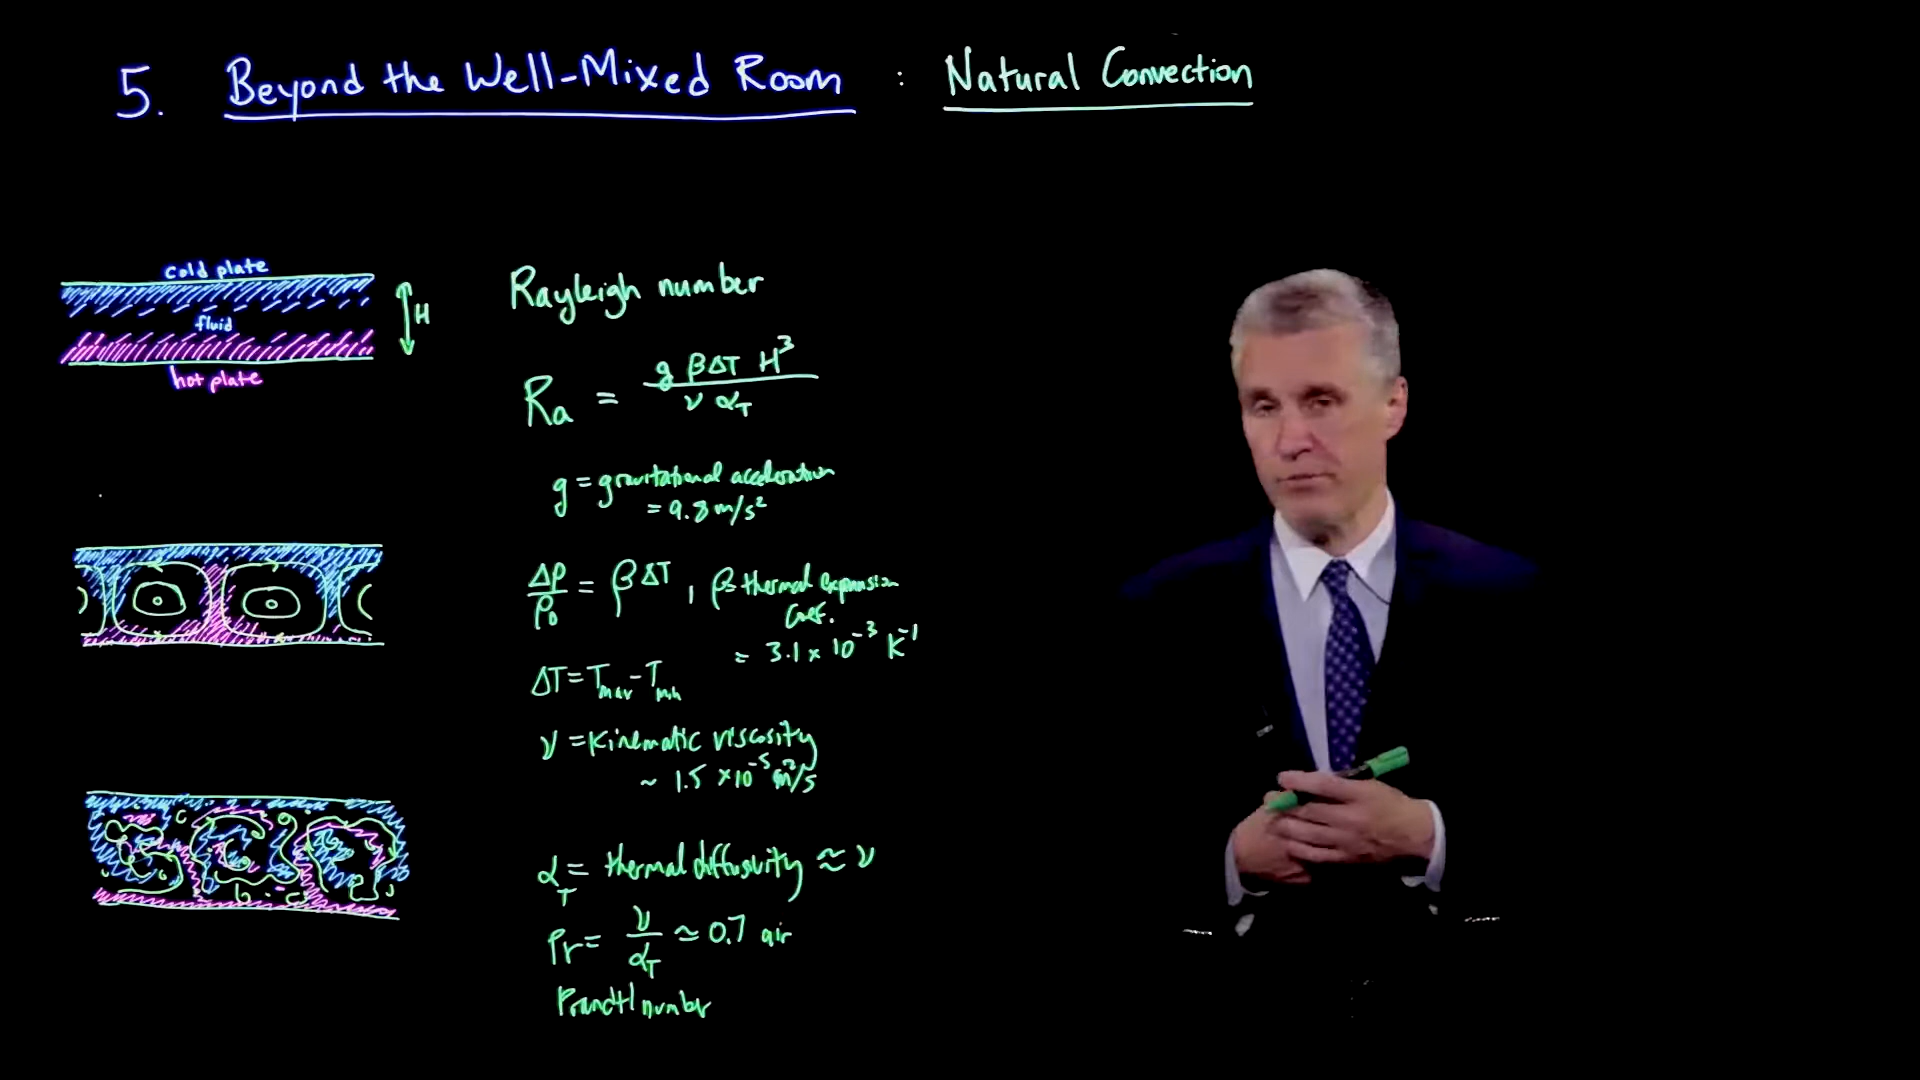 5. Beyond the Well-Mixed Room : Natural Convection
cold plate
fluid
H
hot plate
Rayleigh number
Ra = g β ΔT H³ / ν α_T
g = gravitational acceleration
= 9.8 m/s²
Δρ/ρ₀ = β ΔT , β = thermal expansion
coef.
= 3.1 × 10⁻³ K⁻¹
ΔT = T_max - T_min
ν = kinematic viscosity
~ 1.5 × 10⁻⁵ m²/s
α_T = thermal diffusivity ≈ ν
Pr = ν/α_T ≈ 0.7 air
Prandtl number